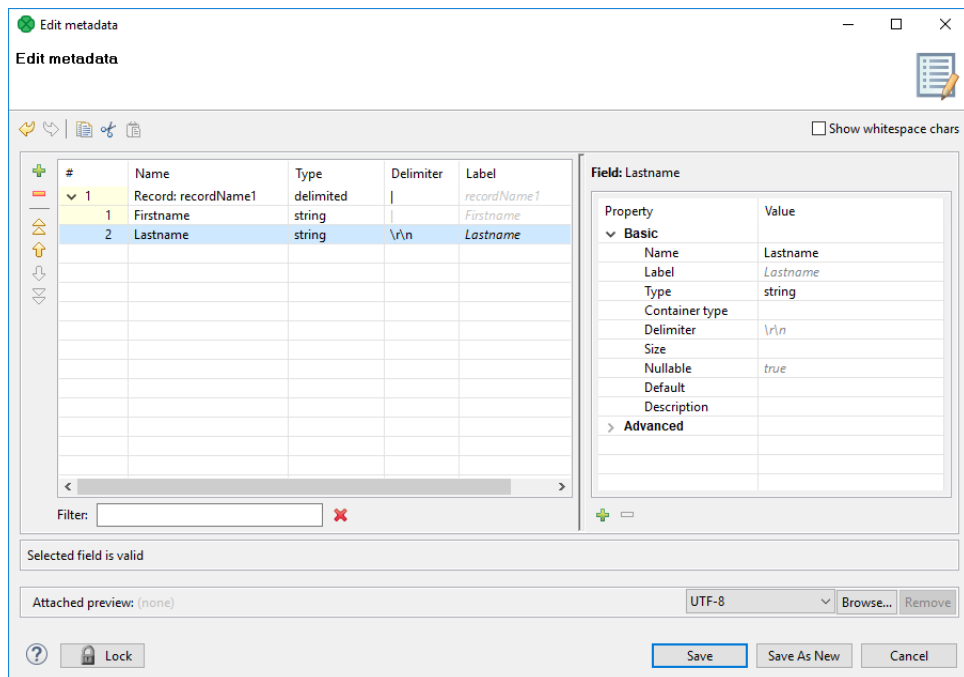 Edit metadata
Edit metadata
Show whitespace chars
# Name Type Delimiter Label
1 Record: recordName1 delimited | recordName1
1 Firstname string | Firstname
2 Lastname string \r\n Lastname
Filter:
Field: Lastname
Property Value
Basic
Name Lastname
Label Lastname
Type string
Container type
Delimiter \r\n
Size
Nullable true
Default
Description
Advanced
Selected field is valid
Attached preview: (none) UTF-8 Browse... Remove
? Lock Save Save As New Cancel